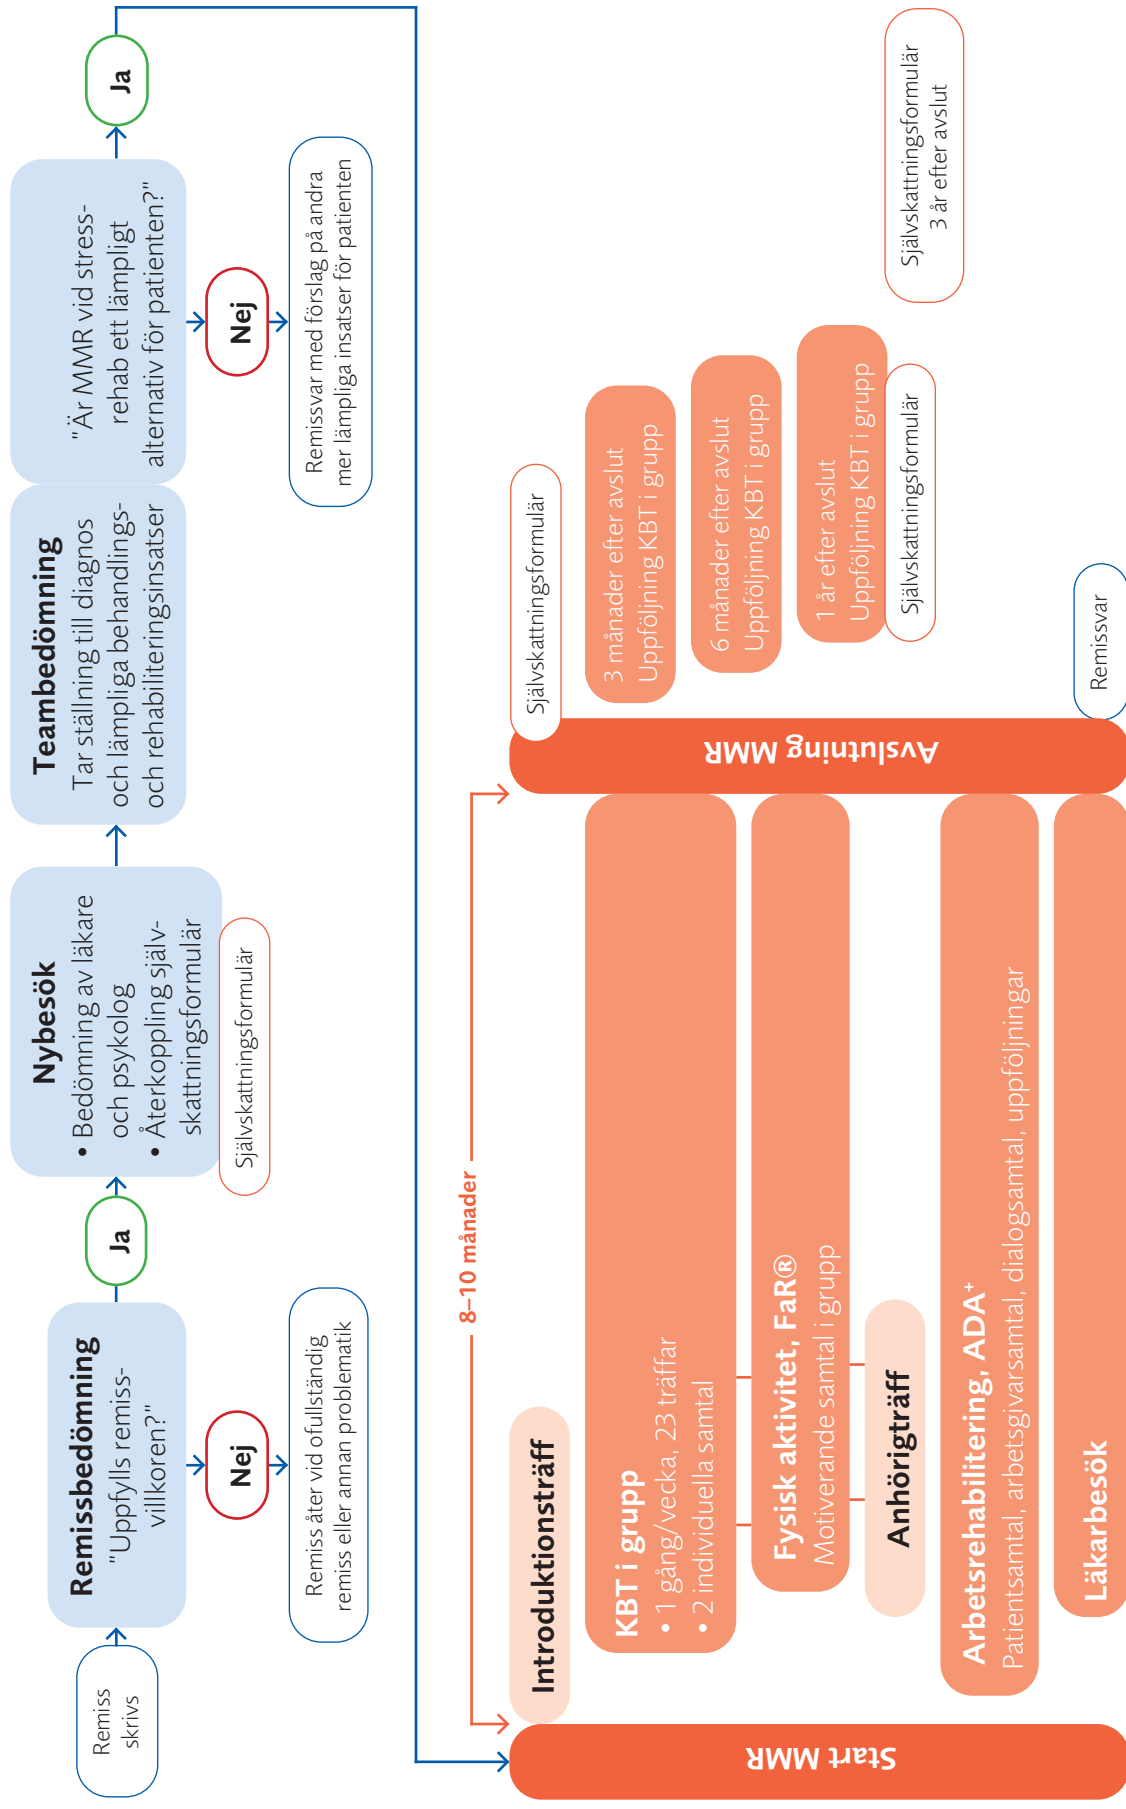 Remiss
skrivs
Remissbedömning
"Uppfylls remiss-
villkoren?"
Nej
Remiss åter vid ofullständig
remiss eller annan problematik
Ja
Nybesök
• Bedömning av läkare
och psykolog
• Återkoppling själv-
skattningsformulär
Självskattningsformulär
Teambedömning
Tar ställning till diagnos
och lämpliga behandlings-
och rehabiliteringsinsatser
"Är MMR vid stress-
rehab ett lämpligt
alternativ för patienten?"
Nej
Remissvar med förslag på andra
mer lämpliga insatser för patienten
Ja
8–10 månader
Start MMR
Introduktionsträff
KBT i grupp
• 1 gång/vecka, 23 träffar
• 2 individuella samtal
Fysisk aktivitet, FaR®
Motiverande samtal i grupp
Anhörigträff
Arbetsrehabilitering, ADA+
Patientsamtal, arbetsgivarsamtal, dialogsamtal, uppföljningar
Läkarbesök
Avslutning MMR
Självskattningsformulär
3 månader efter avslut
Uppföljning KBT i grupp
6 månader efter avslut
Uppföljning KBT i grupp
1 år efter avslut
Uppföljning KBT i grupp
Självskattningsformulär
Självskattningsformulär
3 år efter avslut
Remissvar